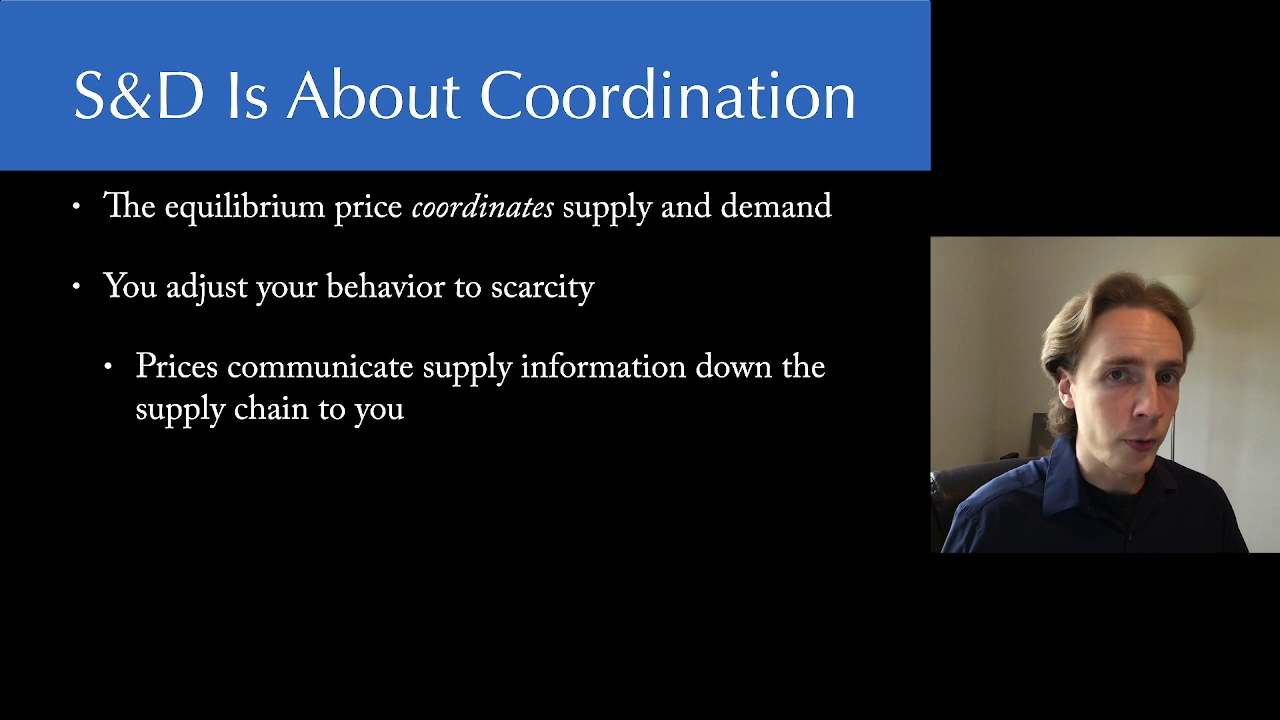 S&D Is About Coordination
• The equilibrium price coordinates supply and demand
• You adjust your behavior to scarcity
• Prices communicate supply information down the
supply chain to you